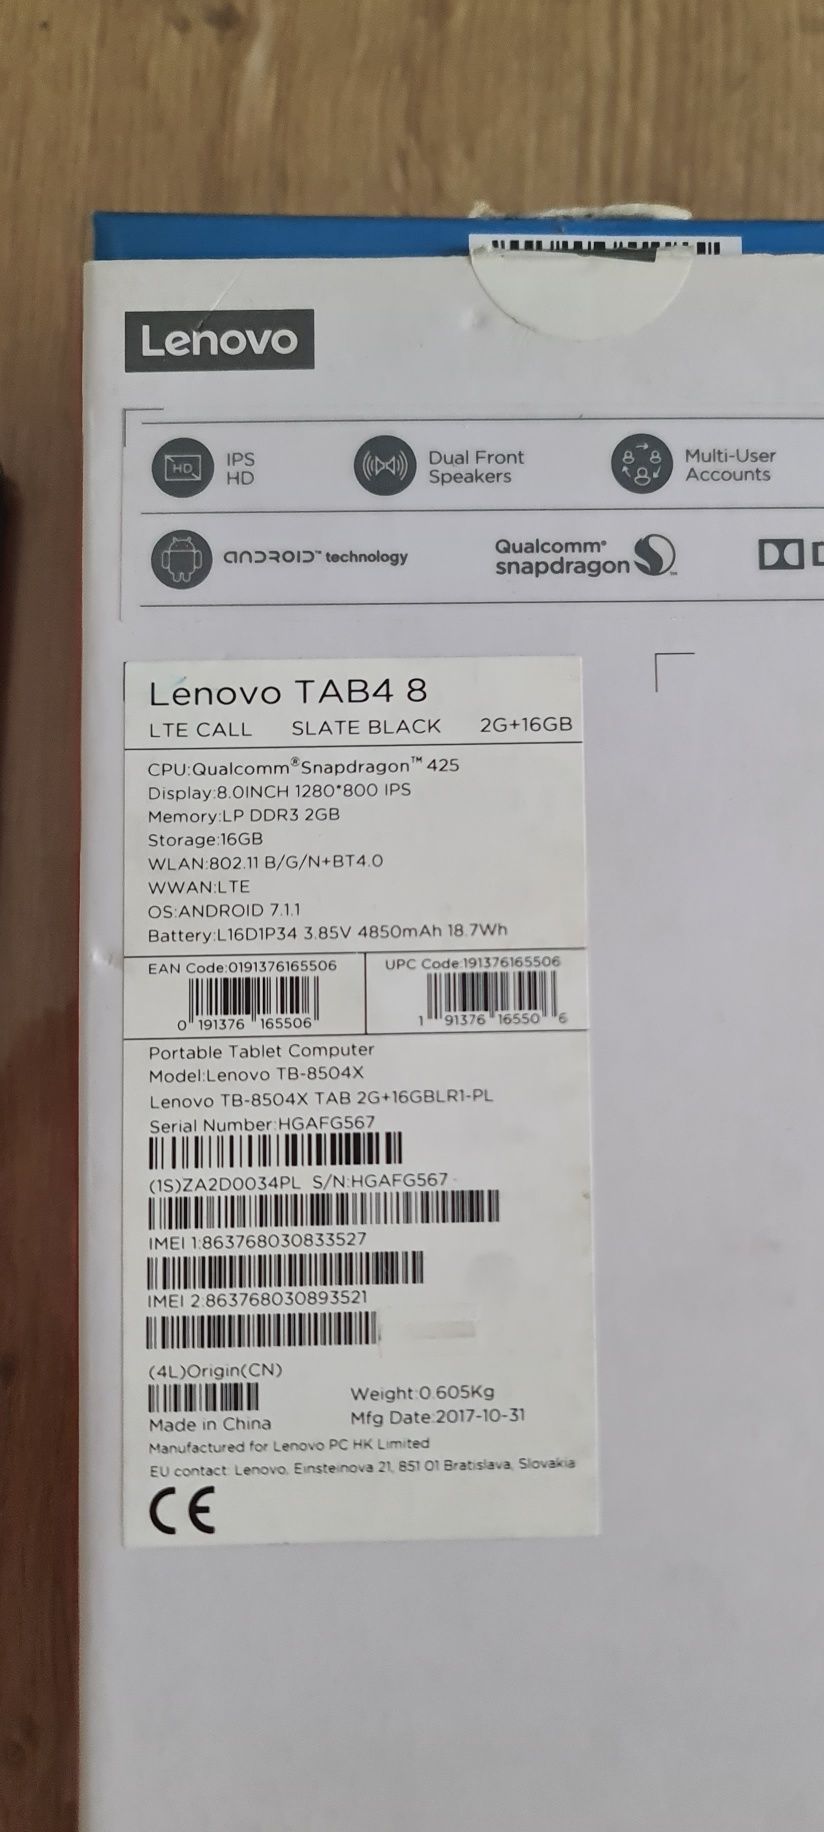 Lenovo
IPS HD
Dual Front Speakers
Multi-User Accounts
ANDROID™ technology
Qualcomm® snapdragon™
Lenovo TAB4 8
LTE CALL SLATE BLACK 2G+16GB
CPU:Qualcomm®Snapdragon™ 425
Display:8.0INCH 1280*800 IPS
Memory:LP DDR3 2GB
Storage:16GB
WLAN:802.11 B/G/N+BT4.0
WWAN:LTE
OS:ANDROID 7.1.1
Battery:L16D1P34 3.85V 4850mAh 18.7Wh
EAN Code:0191376165506 UPC Code:191376165506
0 191376 165506 1 91376 16550 6
Portable Tablet Computer
Model:Lenovo TB-8504X
Lenovo TB-8504X TAB 2G+16GBLR1-PL
Serial Number:HGAFG567
(1S)ZA2D0034PL S/N:HGAFG567
IMEI 1:863768030833527
IMEI 2:863768030893521
(4L)Origin(CN)
Weight:0.605Kg
Made in China Mfg Date:2017-10-31
Manufactured for Lenovo PC HK Limited
EU contact: Lenovo, Einsteinova 21, 851 01 Bratislava, Slovakia
CE